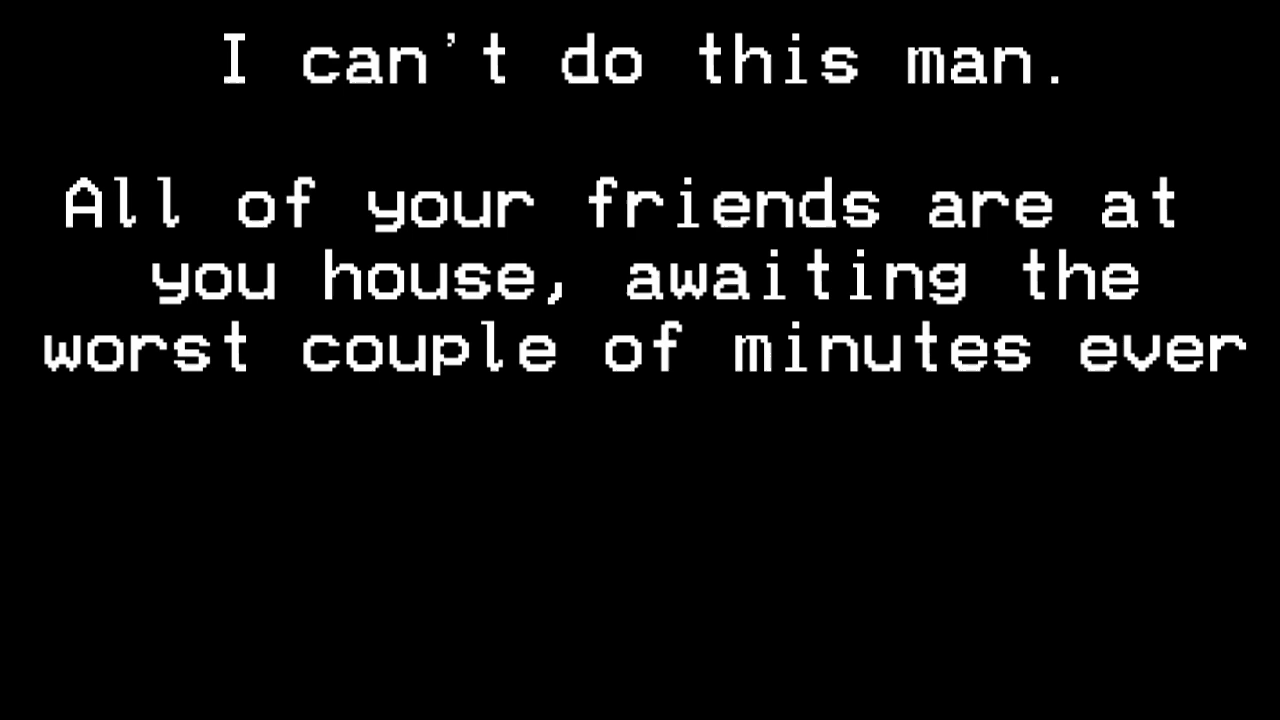 I can't do this man.
All of your friends are at
you house, awaiting the
worst couple of minutes ever